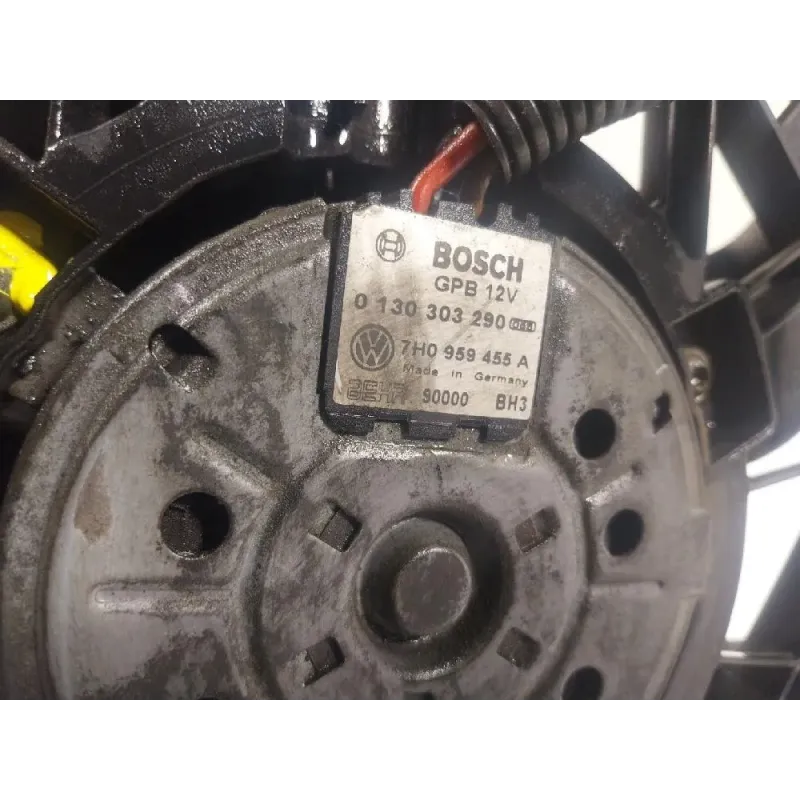 BOSCH
GPB 12V
0 130 303 290
7H0 959 455 A
Made in Germany
BEHR 90000 BH3